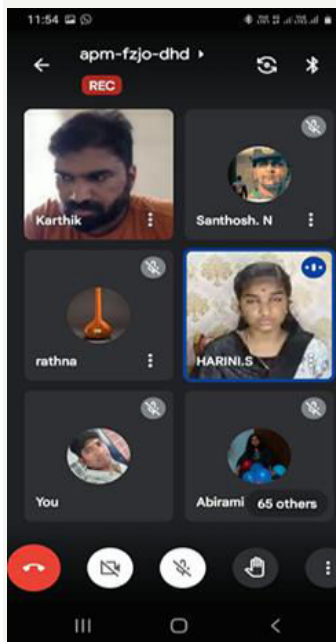 11:54
apm-fzjo-dhd
REC
Karthik
Santhosh. N
rathna
HARINI.S
You
Abirami
65 others